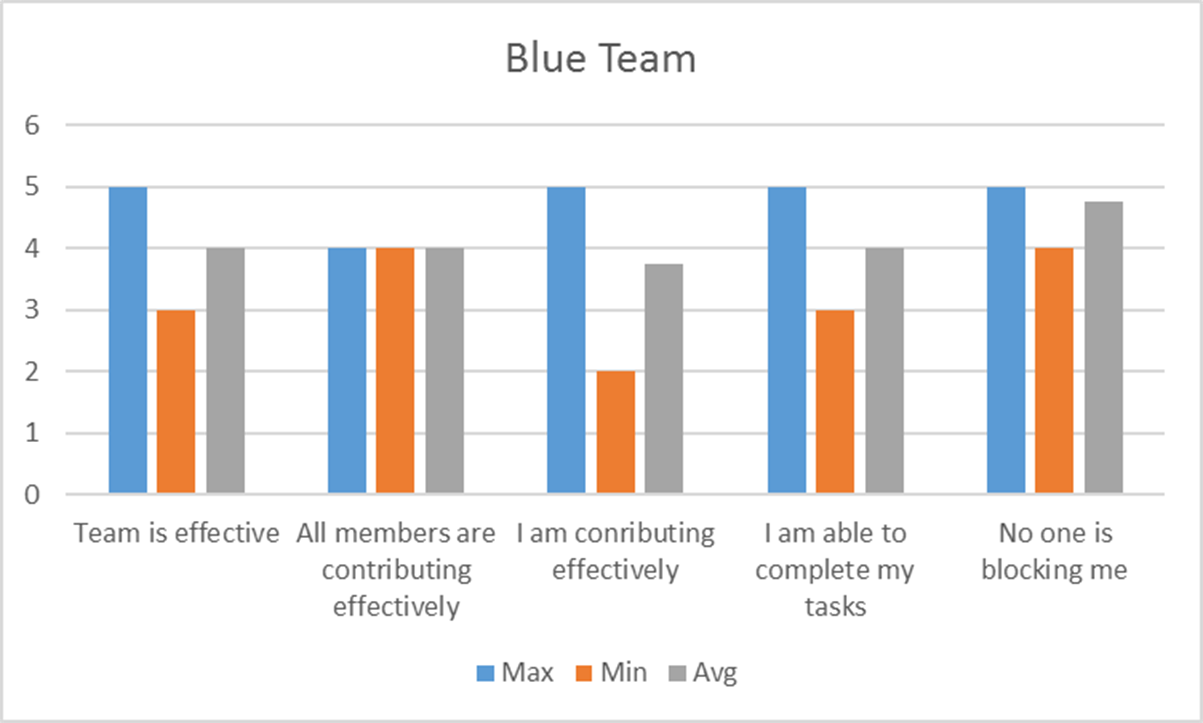 Blue Team
6
5
4
3
2
1
0
Team is effective
All members are
contributing
effectively
I am conributing
effectively
I am able to
complete my
tasks
No one is
blocking me
Max Min Avg